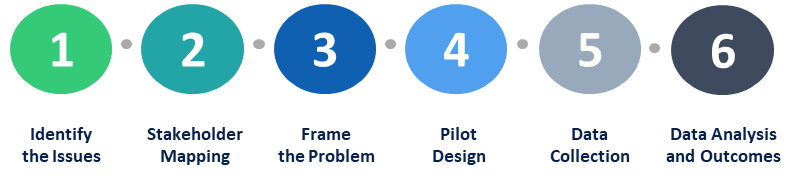 1 2 3 4 5 6
Identify the Issues
Stakeholder Mapping
Frame the Problem
Pilot Design
Data Collection
Data Analysis and Outcomes